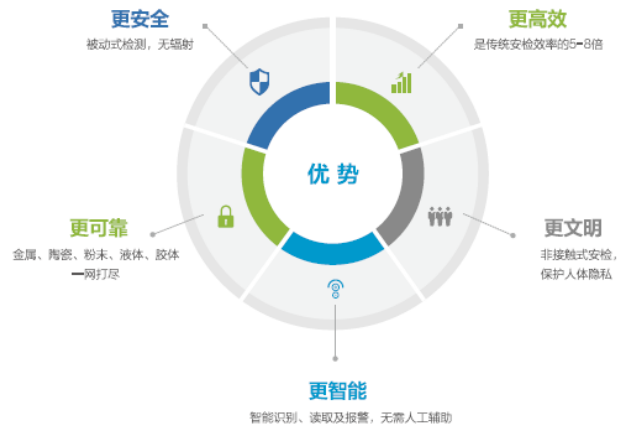 更安全
被动式检测，无辐射
更高效
是传统安检效率的5-8倍
优势
更可靠
金属、陶瓷、粉末、液体、胶体
一网打尽
更文明
非接触式安检，
保护人体隐私
更智能
智能识别、读取及报警，无需人工辅助